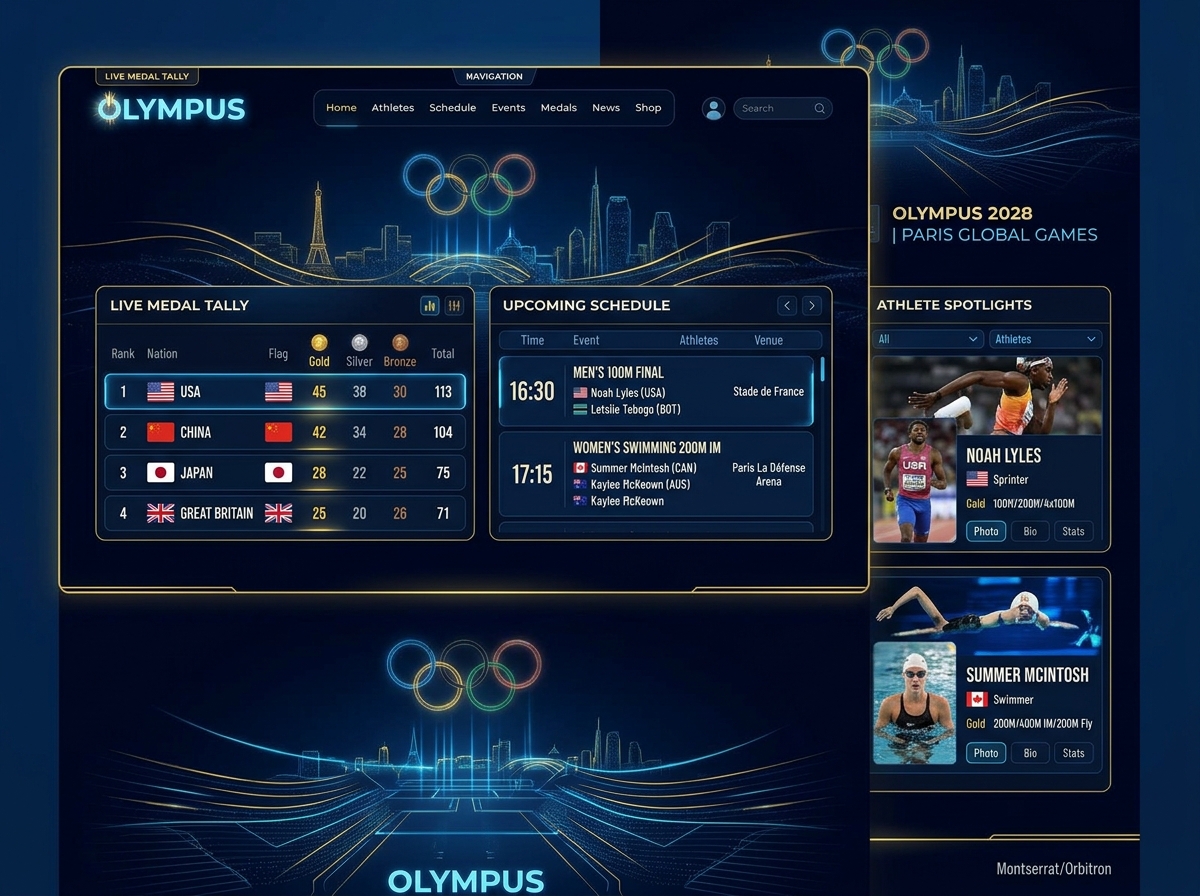 LIVE MEDAL TALLY
NAVIGATION
OLYMPUS
Home Athletes Schedule Events Medals News Shop
Search
OLYMPUS 2028
| PARIS GLOBAL GAMES
LIVE MEDAL TALLY
Rank Nation Flag Gold Silver Bronze Total
1 USA 45 38 30 113
2 CHINA 42 34 28 104
3 JAPAN 28 22 25 75
4 GREAT BRITAIN 25 20 26 71
UPCOMING SCHEDULE
Time Event Athletes Venue
16:30
MEN'S 100M FINAL
Noah Lyles (USA)
Letslie Tebogo (BOT)
Stade de France
17:15
WOMEN'S SWIMMING 200M IM
Summer McIntosh (CAN)
Kaylee McKeown (AUS)
Kaylee McKeown
Paris La Défense
Arena
ATHLETE SPOTLIGHTS
All
Athletes
USA
NOAH LYLES
Sprinter
Gald 100M/200M/4x100M
Photo Bio Stats
SUMMER MCINTOSH
Swimmer
Gold 200M/400M IM/200M Fly
Photo Bio Stats
OLYMPUS
Montserrat/Orbitron